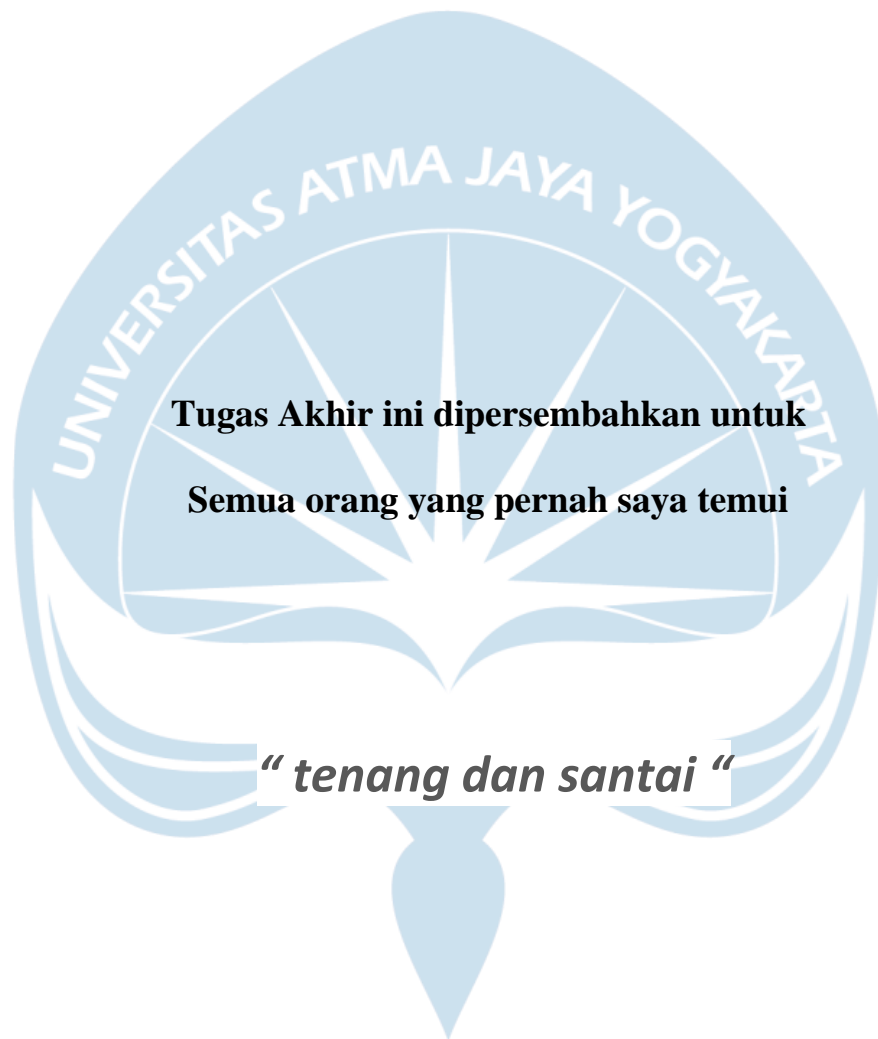 UNIVERSITAS ATMA JAYA YOGYAKARTA
Tugas Akhir ini dipersembahkan untuk
Semua orang yang pernah saya temui
“ tenang dan santai “